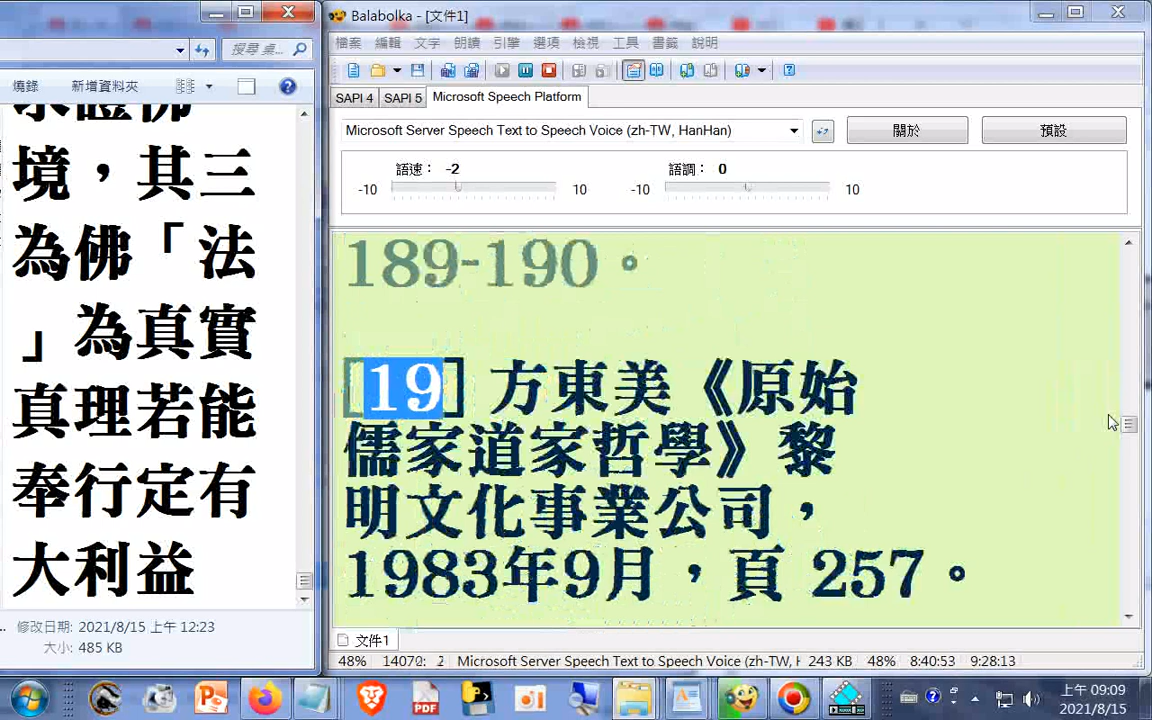 搜尋 桌...
燒錄
新增資料夾
境，其三
為佛「法
」為真實
真理若能
奉行定有
大利益
修改日期: 2021/8/15 上午 12:23
大小: 485 KB
Balabolka - [文件1]
檔案 編輯 文字 朗讀 引擎 選項 檢視 工具 書籤 說明
SAPI 4 SAPI 5 Microsoft Speech Platform
Microsoft Server Speech Text to Speech Voice (zh-TW, HanHan)
關於
預設
語速： -2
語調： 0
-10 10 -10 10
189-190。
[19] 方東美《原始
儒家道家哲學》黎
明文化事業公司，
1983年9月，頁 257。
文件1
48% 14070: 2 Microsoft Server Speech Text to Speech Voice (zh-TW, H 243 KB 48% 8:40:53 9:28:13
PDF
上午 09:09
2021/8/15